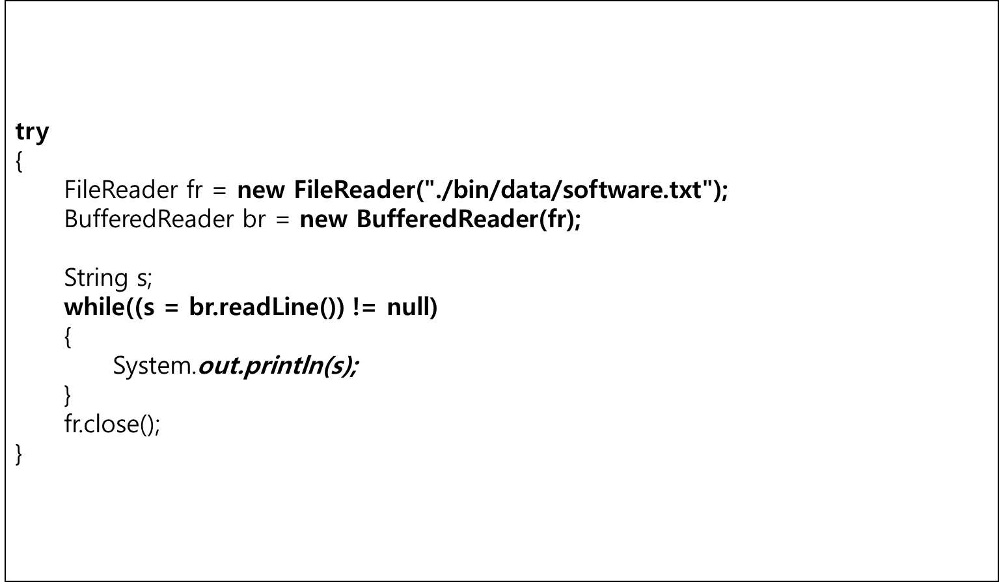 try
{
FileReader fr = new FileReader("./bin/data/software.txt");
BufferedReader br = new BufferedReader(fr);
String s;
while((s = br.readLine()) != null)
{
System.out.println(s);
}
fr.close();
}